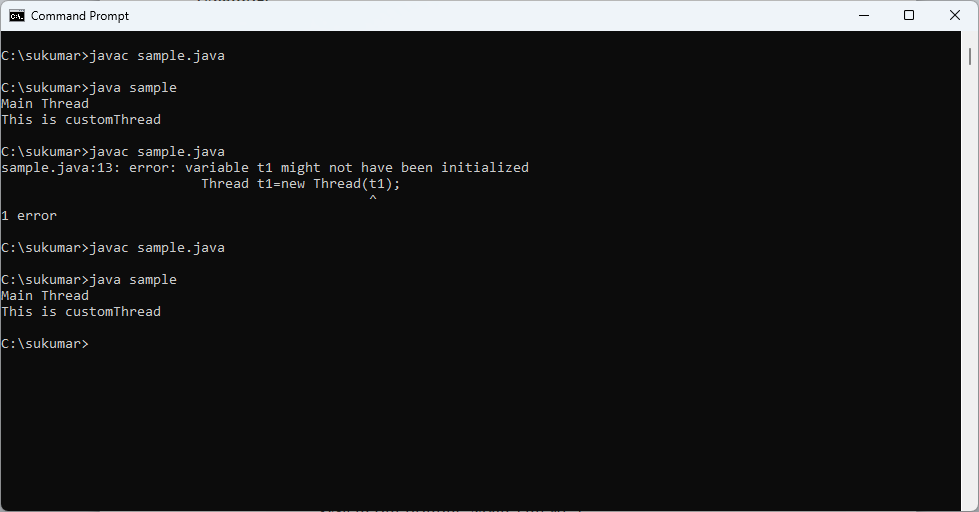 Command Prompt
C:\sukumar>javac sample.java
C:\sukumar>java sample
Main Thread
This is customThread
C:\sukumar>javac sample.java
sample.java:13: error: variable t1 might not have been initialized
Thread t1=new Thread(t1);
^
1 error
C:\sukumar>javac sample.java
C:\sukumar>java sample
Main Thread
This is customThread
C:\sukumar>